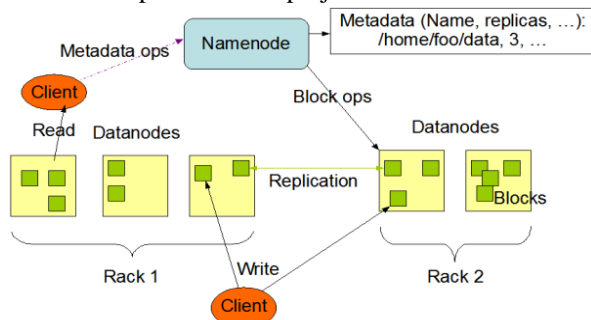 Metadata (Name, replicas, …):
/home/foo/data, 3, …
Namenode
Metadata ops
Client
Block ops
Read
Datanodes
Datanodes
Replication
Blocks
Rack 1
Write
Rack 2
Client